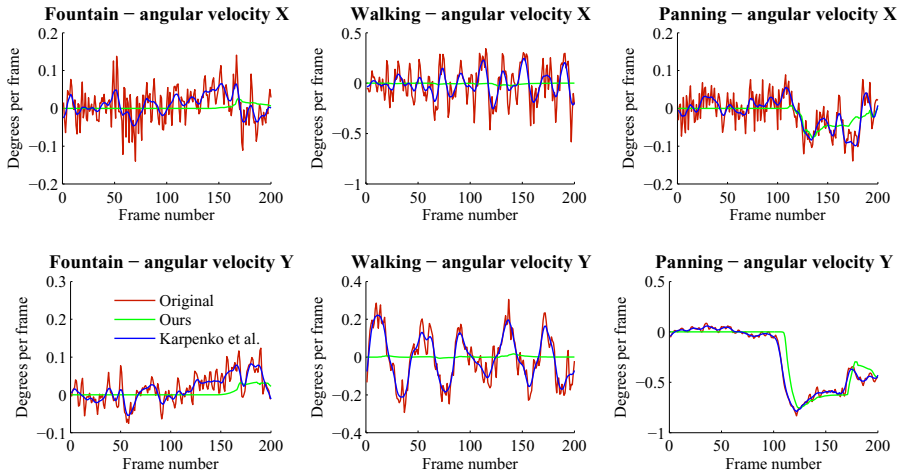 Fountain − angular velocity X
Degrees per frame
0.2
0.1
0
−0.1
−0.2
0 50 100 150 200
Frame number
Walking − angular velocity X
Degrees per frame
0.5
0
−0.5
−1
0 50 100 150 200
Frame number
Panning − angular velocity X
Degrees per frame
0.2
0.1
0
−0.1
−0.2
0 50 100 150 200
Frame number
Fountain − angular velocity Y
Degrees per frame
0.3
0.2
0.1
0
−0.1
Original
Ours
Karpenko et al.
0 50 100 150 200
Frame number
Walking − angular velocity Y
Degrees per frame
0.4
0.2
0
−0.2
−0.4
0 50 100 150 200
Frame number
Panning − angular velocity Y
Degrees per frame
0
−0.5
−1
0 50 100 150 200
Frame number